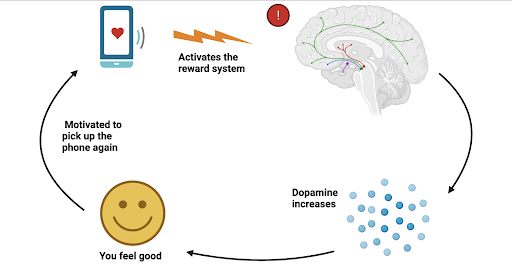 !
Activates the
reward system
Dopamine
increases
You feel good
Motivated to
pick up the
phone again